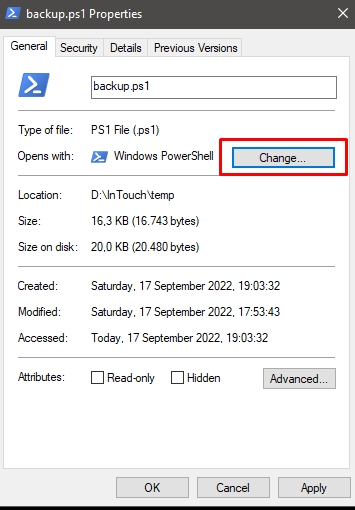 backup.ps1 Properties
General Security Details Previous Versions
backup.ps1
Type of file: PS1 File (.ps1)
Opens with: Windows PowerShell Change...
Location: D:\InTouch\temp
Size: 16,3 KB (16.743 bytes)
Size on disk: 20,0 KB (20.480 bytes)
Created: Saturday, 17 September 2022, 19:03:32
Modified: Saturday, 17 September 2022, 17:53:43
Accessed: Today, 17 September 2022, 19:03:32
Attributes: Read-only Hidden Advanced...
OK Cancel Apply